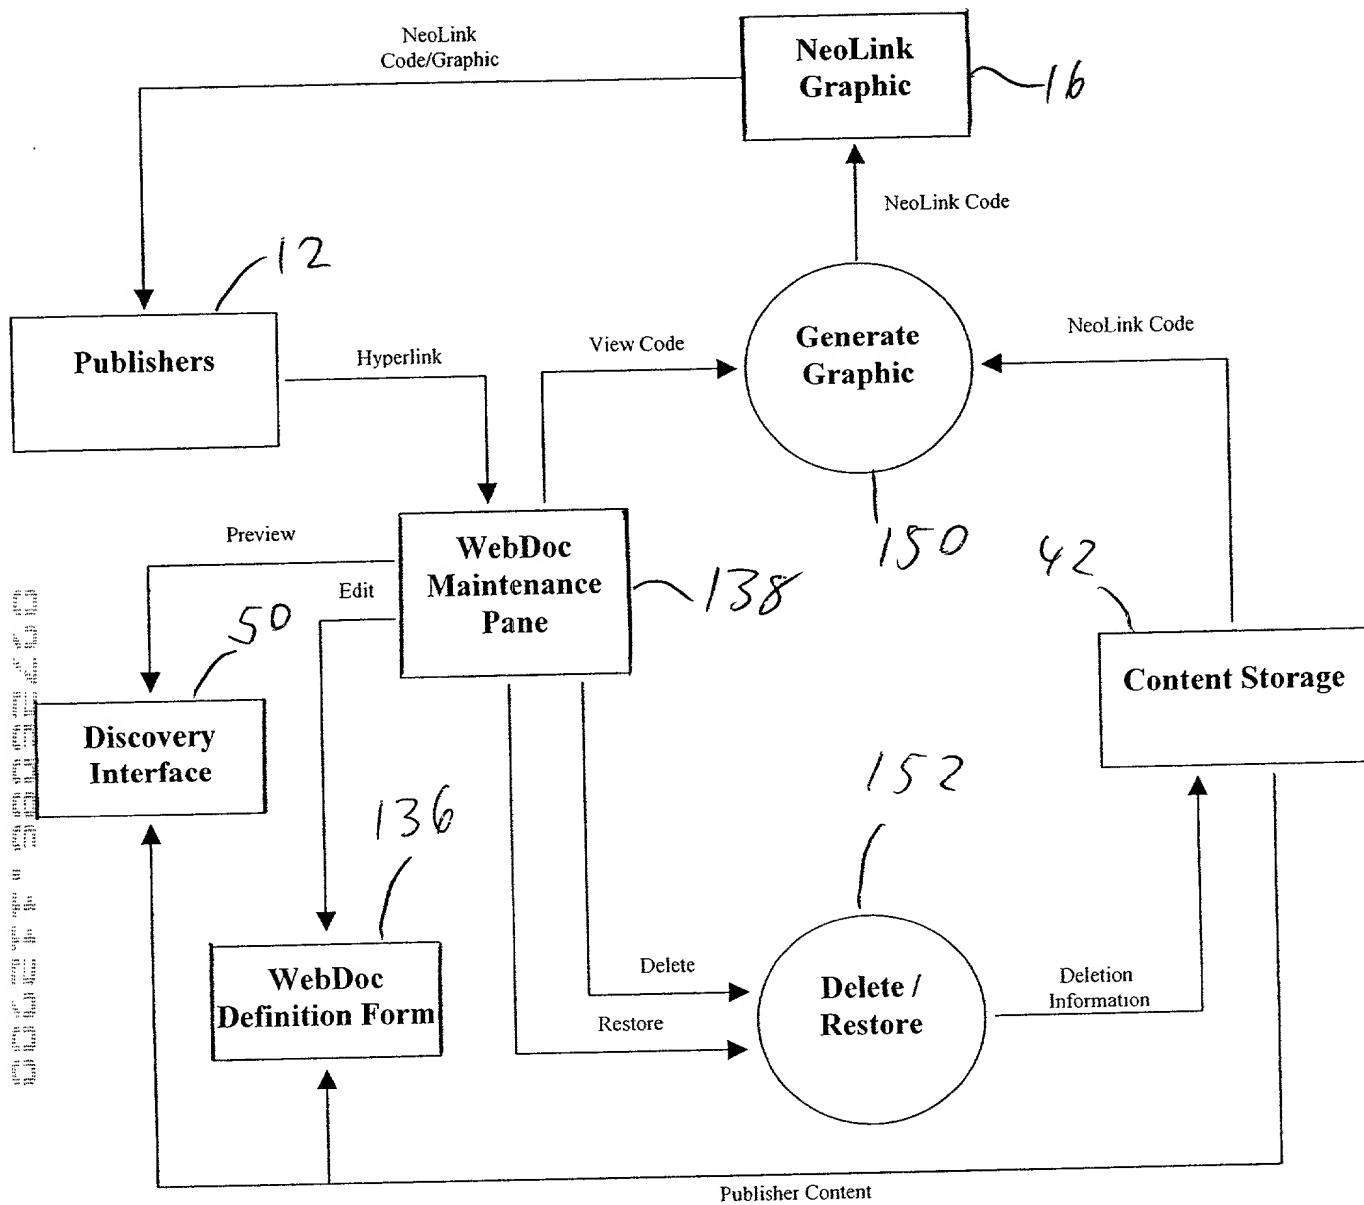 NeoLink
Code/Graphic
NeoLink
Graphic
16
NeoLink Code
12
Publishers
Hyperlink
View Code
Generate
Graphic
NeoLink Code
150
42
Preview
Edit
WebDoc
Maintenance
Pane
138
50
Content Storage
Discovery
Interface
152
136
WebDoc
Definition Form
Delete
Restore
Delete /
Restore
Deletion
Information
Publisher Content